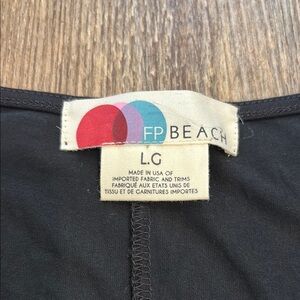 FP BEACH
L.G
MADE IN USA OF
IMPORTED FABRIC AND TRIMS
FABRIQUÉ AUX ETATS UNIS DE
TISSU ET DE GARNITURES IMPORTES